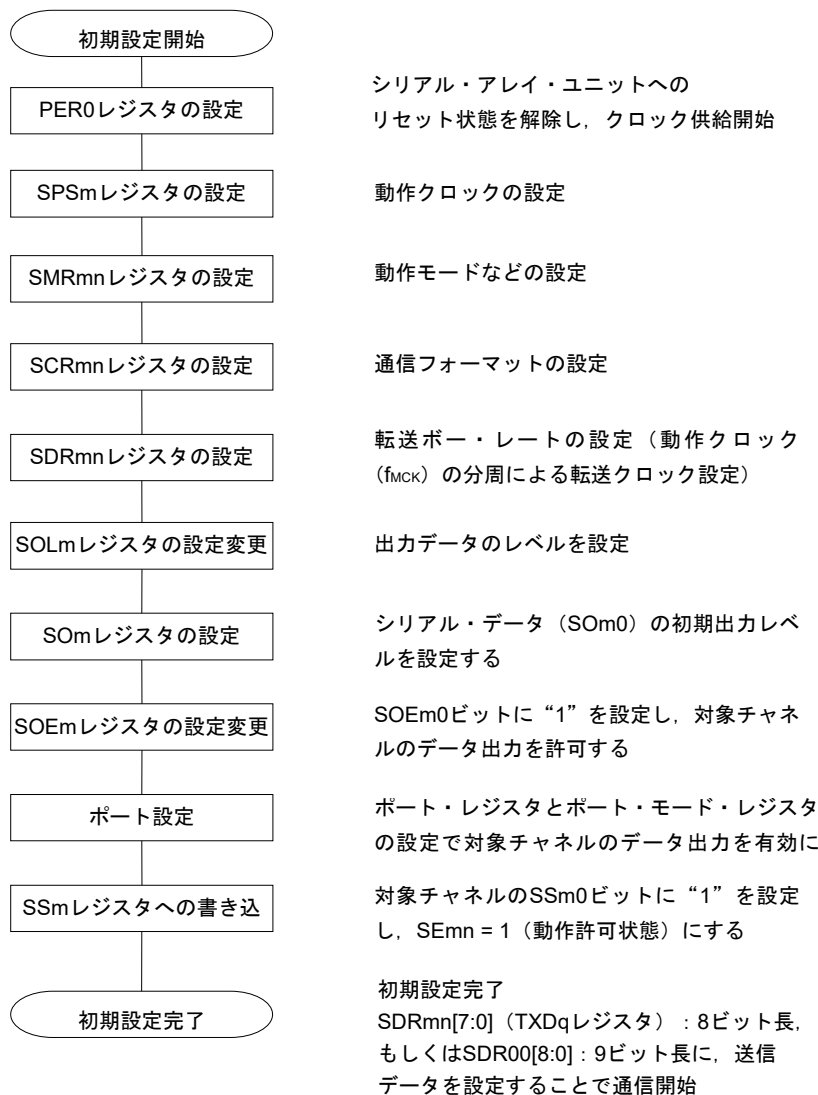 初期設定開始
PER0レジスタの設定
シリアル・アレイ・ユニットへの
リセット状態を解除し，クロック供給開始
SPSmレジスタの設定
動作クロックの設定
SMRmnレジスタの設定
動作モードなどの設定
SCRmnレジスタの設定
通信フォーマットの設定
SDRmnレジスタの設定
転送ボー・レートの設定（動作クロック
（fMCK）の分周による転送クロック設定）
SOLmレジスタの設定変更
出力データのレベルを設定
SOmレジスタの設定
シリアル・データ（SOm0）の初期出力レベ
ルを設定する
SOEmレジスタの設定変更
SOEm0ビットに“1”を設定し，対象チャネ
ルのデータ出力を許可する
ポート設定
ポート・レジスタとポート・モード・レジスタ
の設定で対象チャネルのデータ出力を有効に
SSmレジスタへの書き込
対象チャネルのSSm0ビットに“1”を設定
し，SEmn = 1（動作許可状態）にする
初期設定完了
初期設定完了
SDRmn[7:0]（TXDqレジスタ）：8ビット長，
もしくはSDR00[8:0]：9ビット長に，送信
データを設定することで通信開始